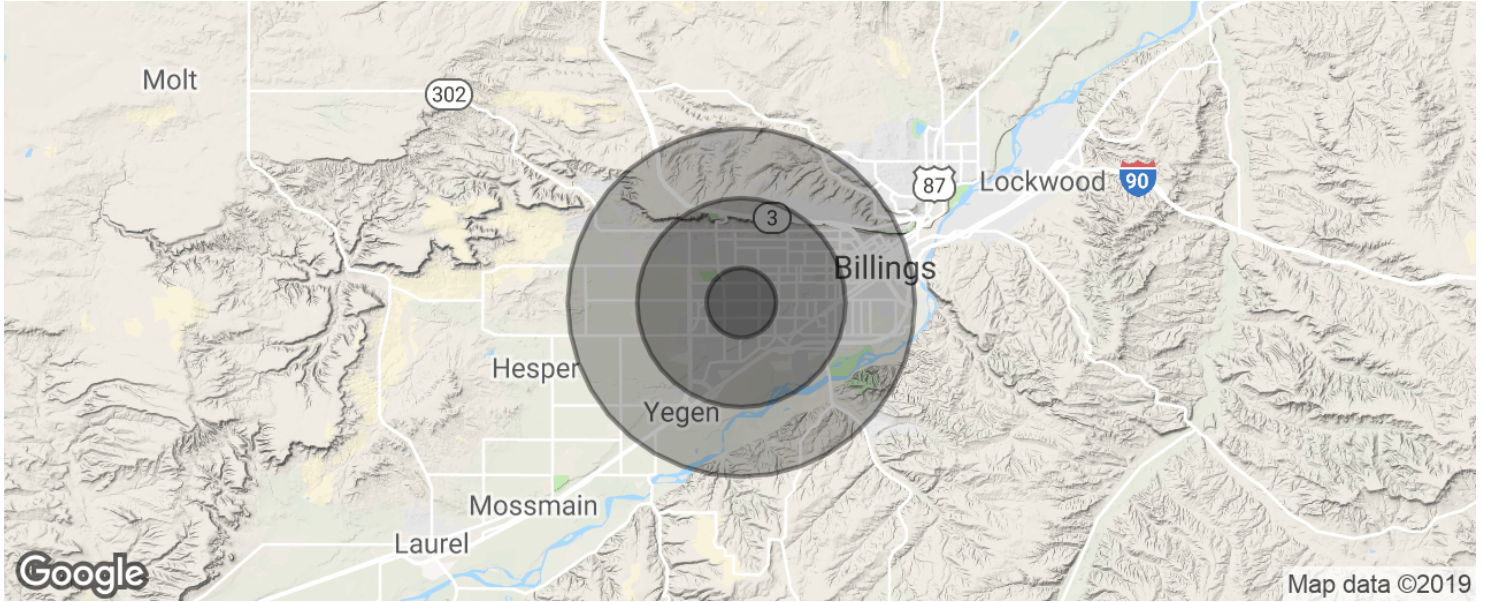 Molt
302
87
Lockwood
90
3
Billings
Hesper
Yegen
Mossmain
Laurel
Google
Map data ©2019